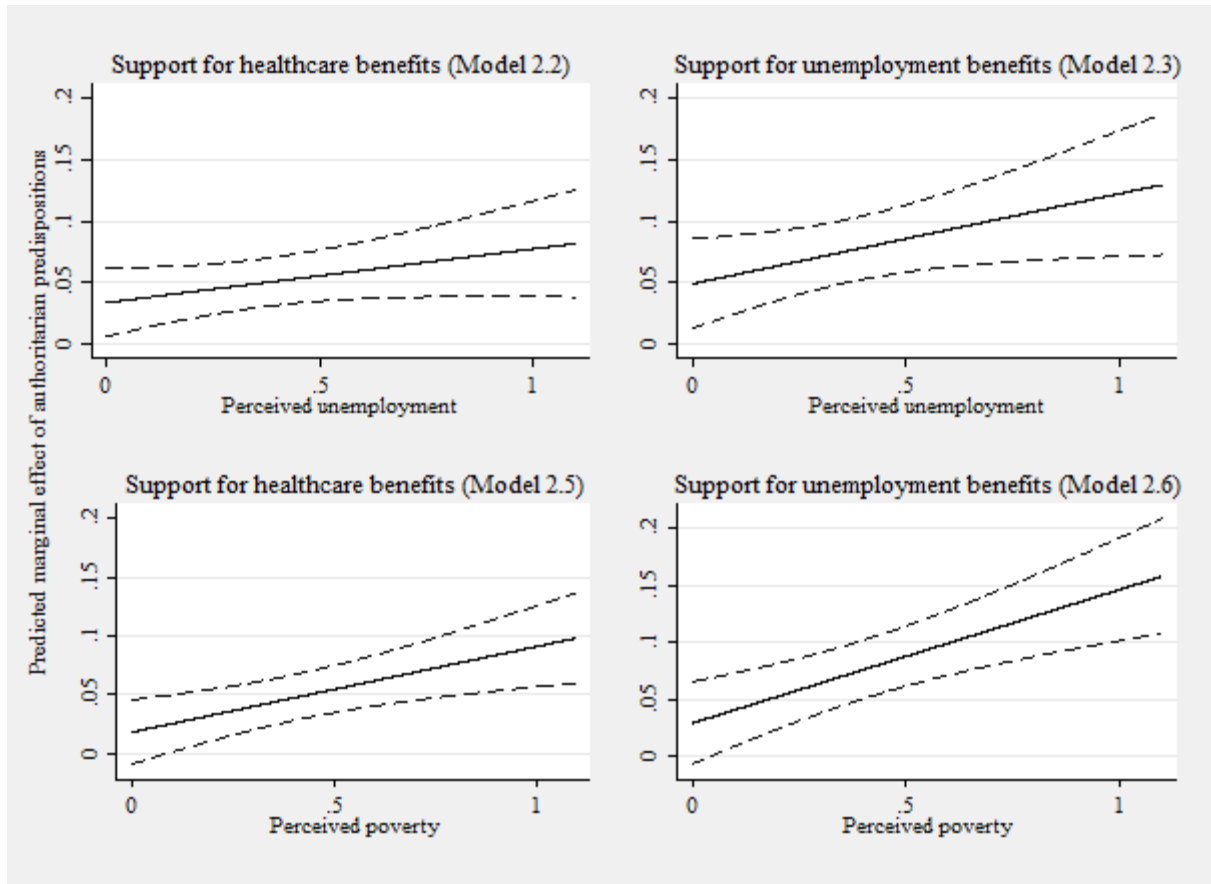 Predicted marginal effect of authoritarian predispositions
Support for healthcare benefits (Model 2.2)
.2
.15
.1
.05
0
0 .5 1
Perceived unemployment
Support for unemployment benefits (Model 2.3)
.2
.15
.1
.05
0
0 .5 1
Perceived unemployment
Support for healthcare benefits (Model 2.5)
.2
.15
.1
.05
0
0 .5 1
Perceived poverty
Support for unemployment benefits (Model 2.6)
.2
.15
.1
.05
0
0 .5 1
Perceived poverty